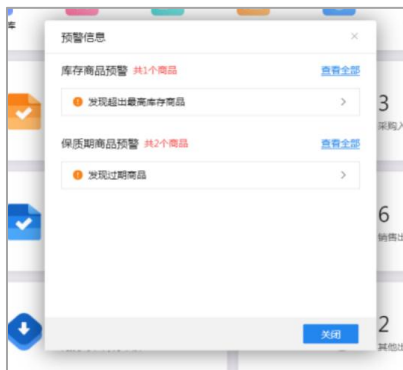 库
预警信息
库存商品预警 共1个商品 查看全部
发现超出最高库存商品
保质期商品预警 共2个商品 查看全部
发现过期商品
关闭
3
采购入
6
销售出
2
其他出